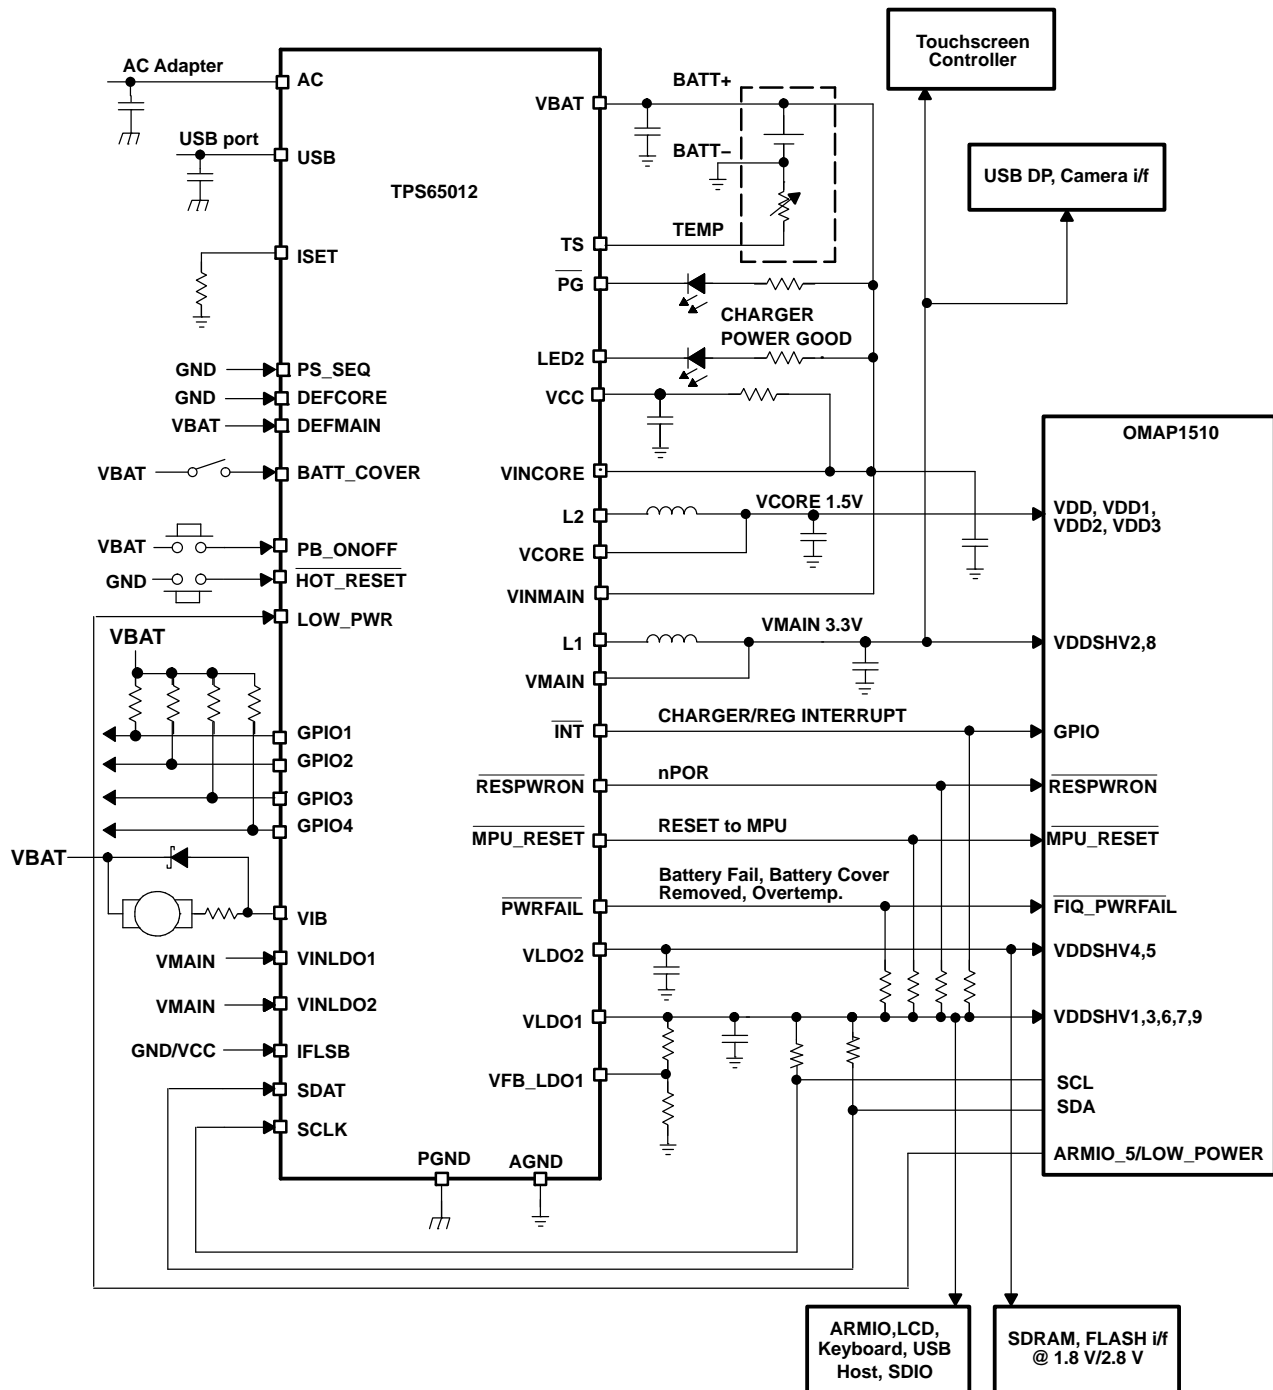 Touchscreen
Controller
AC Adapter
AC
BATT+
VBAT
USB port
USB
BATT−
TPS65012
USB DP, Camera i/f
TEMP
TS
ISET
PG
CHARGER
POWER GOOD
LED2
GND
PS_SEQ
GND
DEFCORE
VCC
VBAT
DEFMAIN
OMAP1510
VBAT
BATT_COVER
VINCORE
L2
VCORE 1.5V
VDD, VDD1,
VDD2, VDD3
VBAT
PB_ONOFF
VCORE
GND
HOT_RESET
VINMAIN
LOW_PWR
VBAT
L1
VMAIN 3.3V
VDDSHV2,8
VMAIN
GPIO1
INT
CHARGER/REG INTERRUPT
GPIO
GPIO2
RESPWRON
nPOR
RESPWRON
GPIO3
GPIO4
MPU_RESET
RESET to MPU
MPU_RESET
VBAT
Battery Fail, Battery Cover
Removed, Overtemp.
VIB
PWRFAIL
FIQ_PWRFAIL
VMAIN
VINLDO1
VLDO2
VDDSHV4,5
VMAIN
VINLDO2
VLDO1
VDDSHV1,3,6,7,9
GND/VCC
IFLSB
VFB_LDO1
SCL
SDAT
SDA
SCLK
PGND
AGND
ARMIO_5/LOW_POWER
ARMIO,LCD,
Keyboard, USB
Host, SDIO
SDRAM, FLASH i/f
@ 1.8 V/2.8 V